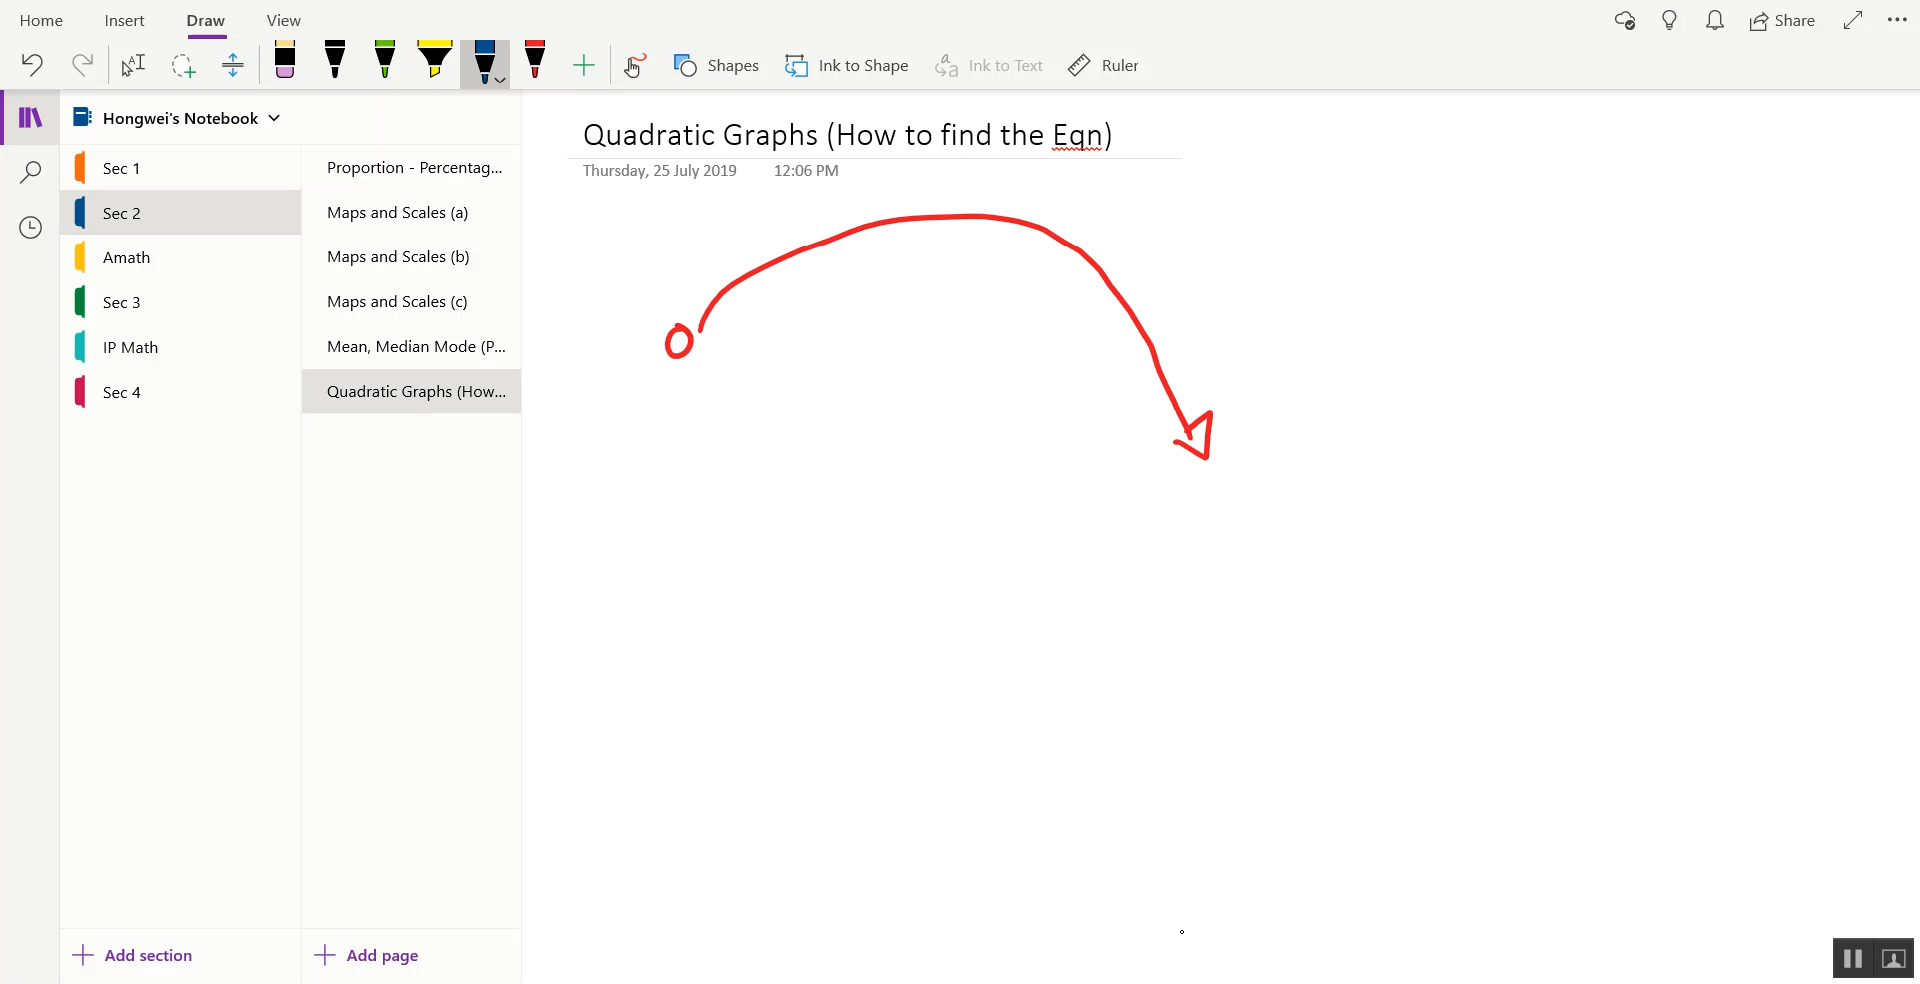 Home Insert Draw View Share
Shapes Ink to Shape Ink to Text Ruler
Hongwei's Notebook
Sec 1
Sec 2
Amath
Sec 3
IP Math
Sec 4
Add section
Proportion - Percentag...
Maps and Scales (a)
Maps and Scales (b)
Maps and Scales (c)
Mean, Median Mode (P...
Quadratic Graphs (How...
Add page
Quadratic Graphs (How to find the Eqn)
Thursday, 25 July 2019 12:06 PM